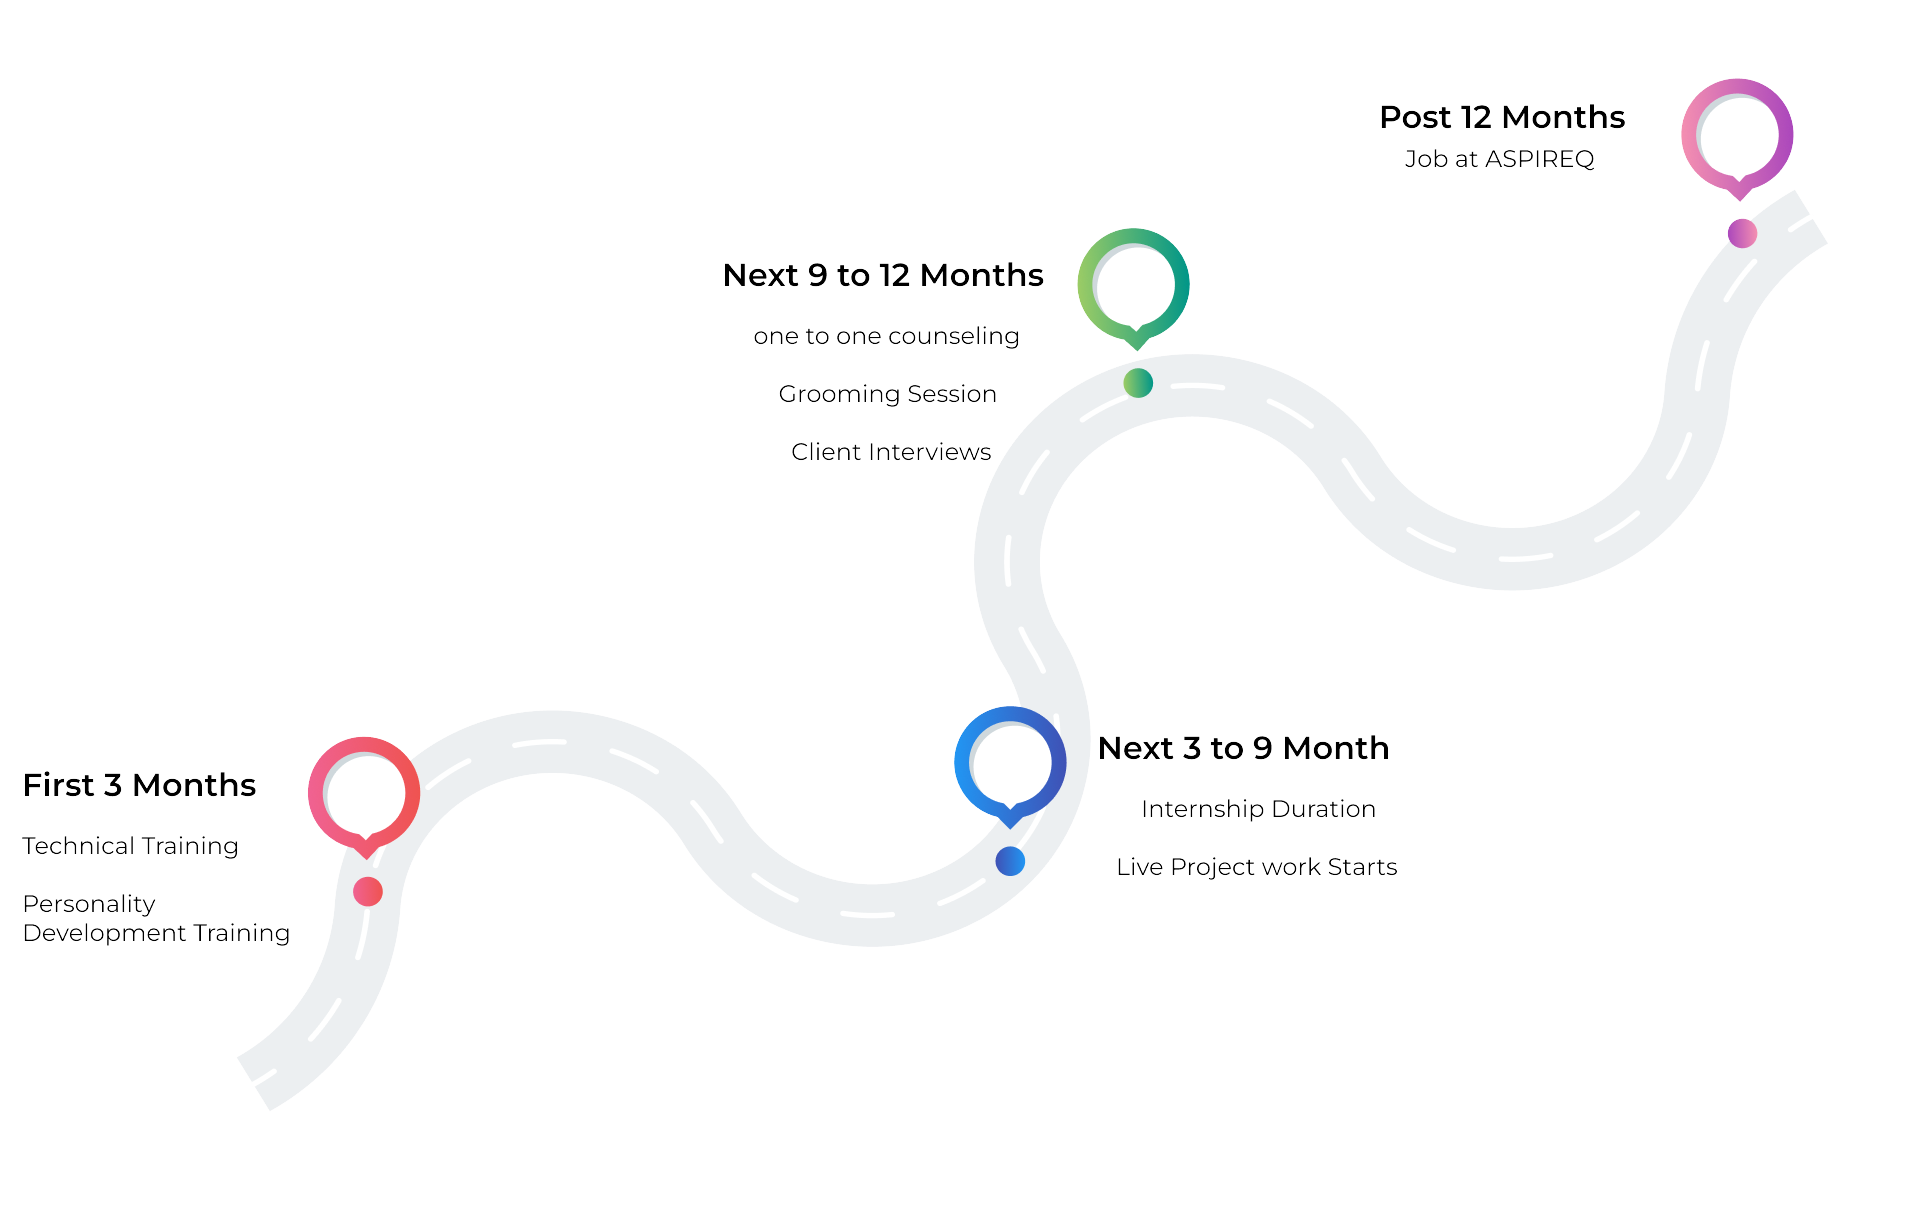 Post 12 Months
Job at ASPIREQ
Next 9 to 12 Months
one to one counseling
Grooming Session
Client Interviews
First 3 Months
Technical Training
Personality
Development Training
Next 3 to 9 Month
Internship Duration
Live Project work Starts